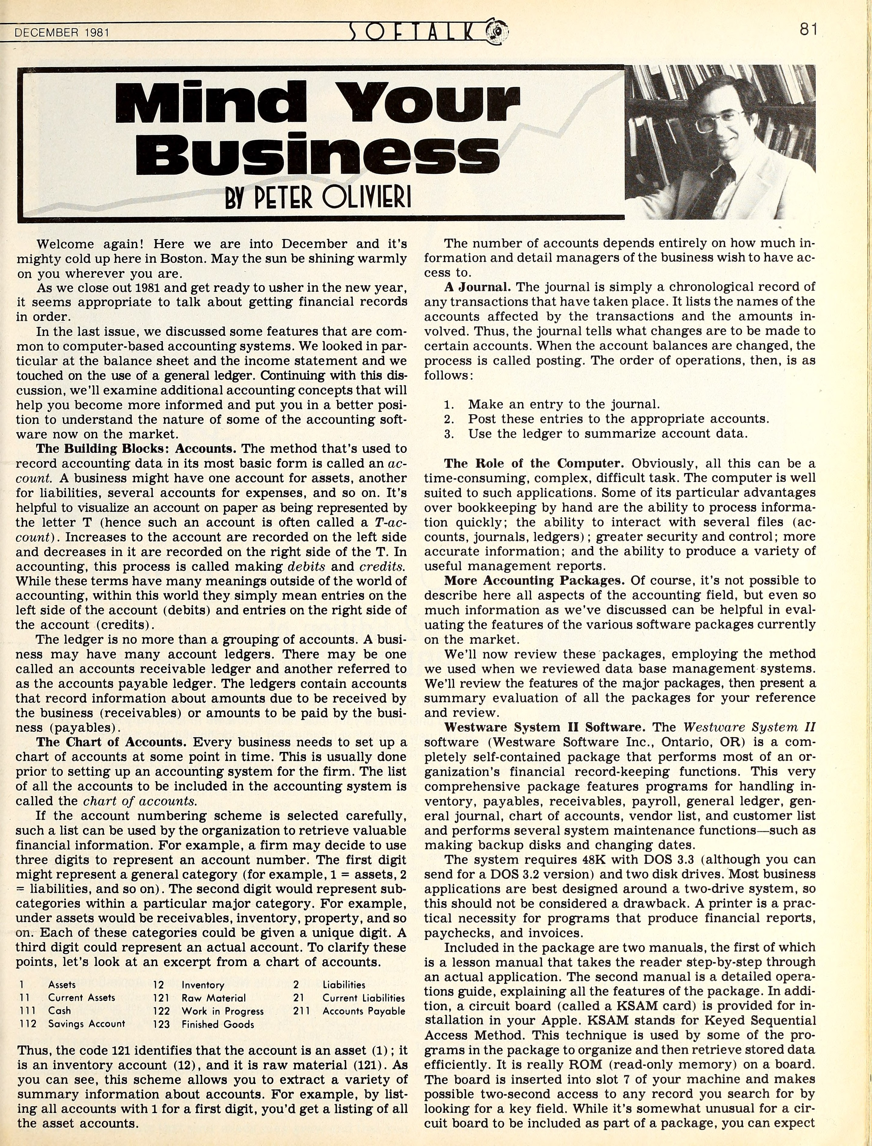 DECEMBER 1981
SOFTALK
81
Mind Your
Business
BY PETER OLIVIERI
Welcome again! Here we are into December and it's
mighty cold up here in Boston. May the sun be shining warmly
on you wherever you are.
As we close out 1981 and get ready to usher in the new year,
it seems appropriate to talk about getting financial records
in order.
In the last issue, we discussed some features that are com-
mon to computer-based accounting systems. We looked in par-
ticular at the balance sheet and the income statement and we
touched on the use of a general ledger. Continuing with this dis-
cussion, we'll examine additional accounting concepts that will
help you become more informed and put you in a better posi-
tion to understand the nature of some of the accounting soft-
ware now on the market.
The Building Blocks: Accounts. The method that's used to
record accounting data in its most basic form is called an ac-
count. A business might have one account for assets, another
for liabilities, several accounts for expenses, and so on. It's
helpful to visualize an account on paper as being represented by
the letter T (hence such an account is often called a T-ac-
count). Increases to the account are recorded on the left side
and decreases in it are recorded on the right side of the T. In
accounting, this process is called making debits and credits.
While these terms have many meanings outside of the world of
accounting, within this world they simply mean entries on the
left side of the account (debits) and entries on the right side of
the account (credits).
The ledger is no more than a grouping of accounts. A busi-
ness may have many account ledgers. There may be one
called an accounts receivable ledger and another referred to
as the accounts payable ledger. The ledgers contain accounts
that record information about amounts due to be received by
the business (receivables) or amounts to be paid by the busi-
ness (payables).
The Chart of Accounts. Every business needs to set up a
chart of accounts at some point in time. This is usually done
prior to setting up an accounting system for the firm. The list
of all the accounts to be included in the accounting system is
called the chart of accounts.
If the account numbering scheme is selected carefully,
such a list can be used by the organization to retrieve valuable
financial information. For example, a firm may decide to use
three digits to represent an account number. The first digit
might represent a general category (for example, 1 = assets, 2
= liabilities, and so on). The second digit would represent sub-
categories within a particular major category. For example,
under assets would be receivables, inventory, property, and so
on. Each of these categories could be given a unique digit. A
third digit could represent an actual account. To clarify these
points, let's look at an excerpt from a chart of accounts.
1 Assets 12 Inventory 2 Liabilities
11 Current Assets 121 Raw Material 21 Current Liabilities
111 Cash 122 Work in Progress 211 Accounts Payable
112 Savings Account 123 Finished Goods
Thus, the code 121 identifies that the account is an asset (1); it
is an inventory account (12), and it is raw material (121). As
you can see, this scheme allows you to extract a variety of
summary information about accounts. For example, by list-
ing all accounts with 1 for a first digit, you'd get a listing of all
the asset accounts.
The number of accounts depends entirely on how much in-
formation and detail managers of the business wish to have ac-
cess to.
A Journal. The journal is simply a chronological record of
any transactions that have taken place. It lists the names of the
accounts affected by the transactions and the amounts in-
volved. Thus, the journal tells what changes are to be made to
certain accounts. When the account balances are changed, the
process is called posting. The order of operations, then, is as
follows:
1. Make an entry to the journal.
2. Post these entries to the appropriate accounts.
3. Use the ledger to summarize account data.
The Role of the Computer. Obviously, all this can be a
time-consuming, complex, difficult task. The computer is well
suited to such applications. Some of its particular advantages
over bookkeeping by hand are the ability to process informa-
tion quickly; the ability to interact with several files (ac-
counts, journals, ledgers); greater security and control; more
accurate information; and the ability to produce a variety of
useful management reports.
More Accounting Packages. Of course, it's not possible to
describe here all aspects of the accounting field, but even so
much information as we've discussed can be helpful in eval-
uating the features of the various software packages currently
on the market.
We'll now review these packages, employing the method
we used when we reviewed data base management systems.
We'll review the features of the major packages, then present a
summary evaluation of all the packages for your reference
and review.
Westware System II Software. The Westware System II
software (Westware Software Inc., Ontario, OR) is a com-
pletely self-contained package that performs most of an or-
ganization's financial record-keeping functions. This very
comprehensive package features programs for handling in-
ventory, payables, receivables, payroll, general ledger, gen-
eral journal, chart of accounts, vendor list, and customer list
and performs several system maintenance functions—such as
making backup disks and changing dates.
The system requires 48K with DOS 3.3 (although you can
send for a DOS 3.2 version) and two disk drives. Most business
applications are best designed around a two-drive system, so
this should not be considered a drawback. A printer is a prac-
tical necessity for programs that produce financial reports,
paychecks, and invoices.
Included in the package are two manuals, the first of which
is a lesson manual that takes the reader step-by-step through
an actual application. The second manual is a detailed opera-
tions guide, explaining all the features of the package. In addi-
tion, a circuit board (called a KSAM card) is provided for in-
stallation in your Apple. KSAM stands for Keyed Sequential
Access Method. This technique is used by some of the pro-
grams in the package to organize and then retrieve stored data
efficiently. It is really ROM (read-only memory) on a board.
The board is inserted into slot 7 of your machine and makes
possible two-second access to any record you search for by
looking for a key field. While it's somewhat unusual for a cir-
cuit board to be included as part of a package, you can expect